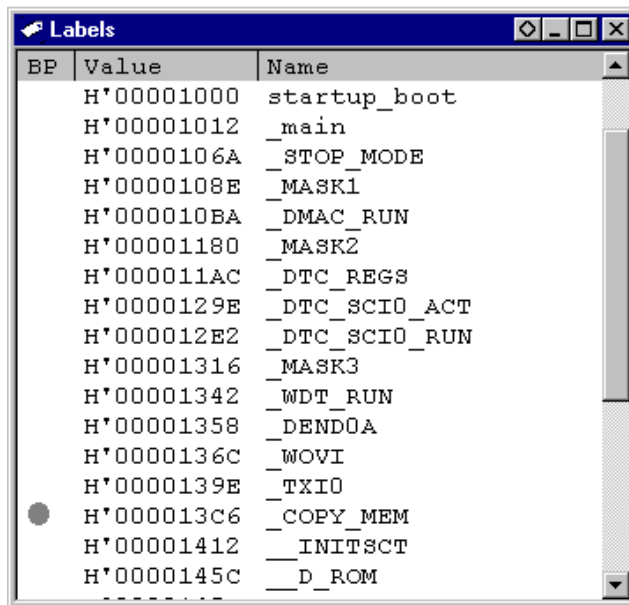 Labels
BP Value Name
H'00001000 startup_boot
H'00001012 _main
H'0000106A _STOP_MODE
H'0000108E _MASK1
H'000010BA _DMAC_RUN
H'00001180 _MASK2
H'000011AC _DTC_REGS
H'0000129E _DTC_SCI0_ACT
H'000012E2 _DTC_SCI0_RUN
H'00001316 _MASK3
H'00001342 _WDT_RUN
H'00001358 _DEND0A
H'0000136C _WOVI
H'0000139E _TXI0
H'000013C6 _COPY_MEM
H'00001412 __INITSCT
H'0000145C __D_ROM